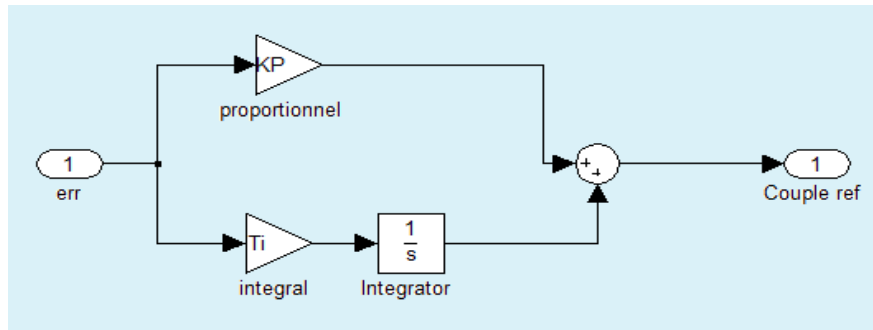 KP
proportionnel
1
err
+
+
1
Couple ref
Ti
integral
1
s
Integrator